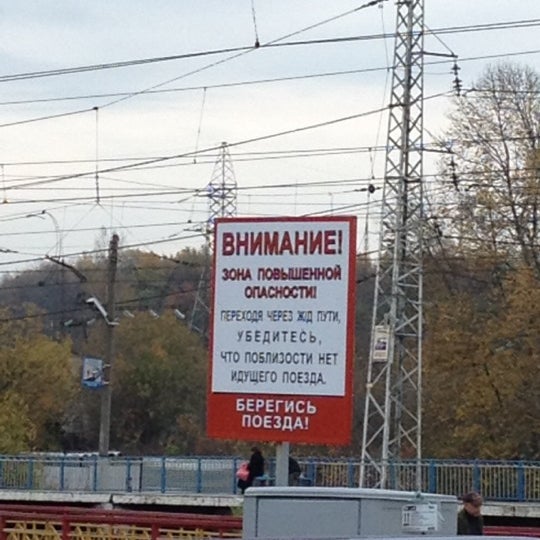 ВНИМАНИЕ!
ЗОНА ПОВЫШЕННОЙ
ОПАСНОСТИ!
ПЕРЕХОДЯ ЧЕРЕЗ Ж/Д ПУТИ,
УБЕДИТЕСЬ,
ЧТО ПОБЛИЗОСТИ НЕТ
ИДУЩЕГО ПОЕЗДА.
БЕРЕГИСЬ
ПОЕЗДА!